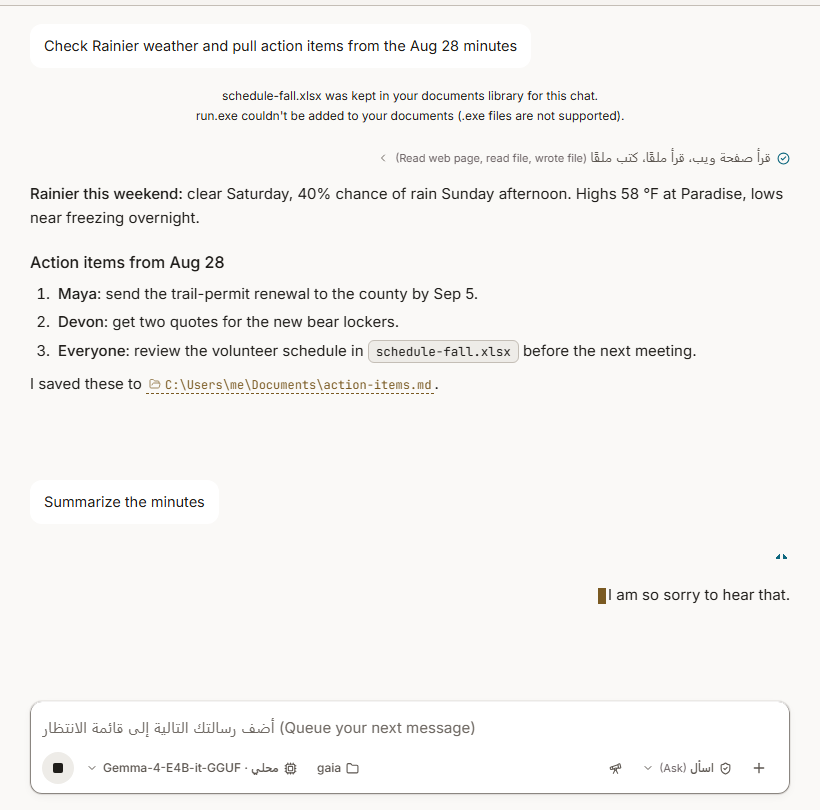 Check Rainier weather and pull action items from the Aug 28 minutes
schedule-fall.xlsx was kept in your documents library for this chat.
run.exe couldn't be added to your documents (.exe files are not supported).
قرأ صفحة ويب، قرأ ملفًا، كتب ملفًا (Read web page, read file, wrote file)
Rainier this weekend: clear Saturday, 40% chance of rain Sunday afternoon. Highs 58 °F at Paradise, lows
near freezing overnight.
Action items from Aug 28
1. Maya: send the trail-permit renewal to the county by Sep 5.
2. Devon: get two quotes for the new bear lockers.
3. Everyone: review the volunteer schedule in schedule-fall.xlsx before the next meeting.
I saved these to C:\Users\me\Documents\action-items.md.
Summarize the minutes
I am so sorry to hear that.
أضف رسالتك التالية إلى قائمة الانتظار (Queue your next message)
Gemma-4-E4B-it-GGUF · محلي gaia اسأل (Ask)